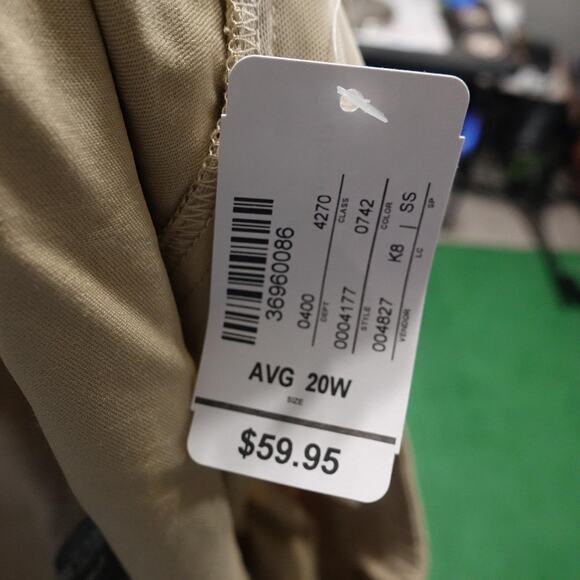 36960086
0400 4270
DEPT CLASS
0004177 0742
STYLE COLOR
004827 K8 SS
VENDOR LC SP
AVG 20W
SIZE
$59.95